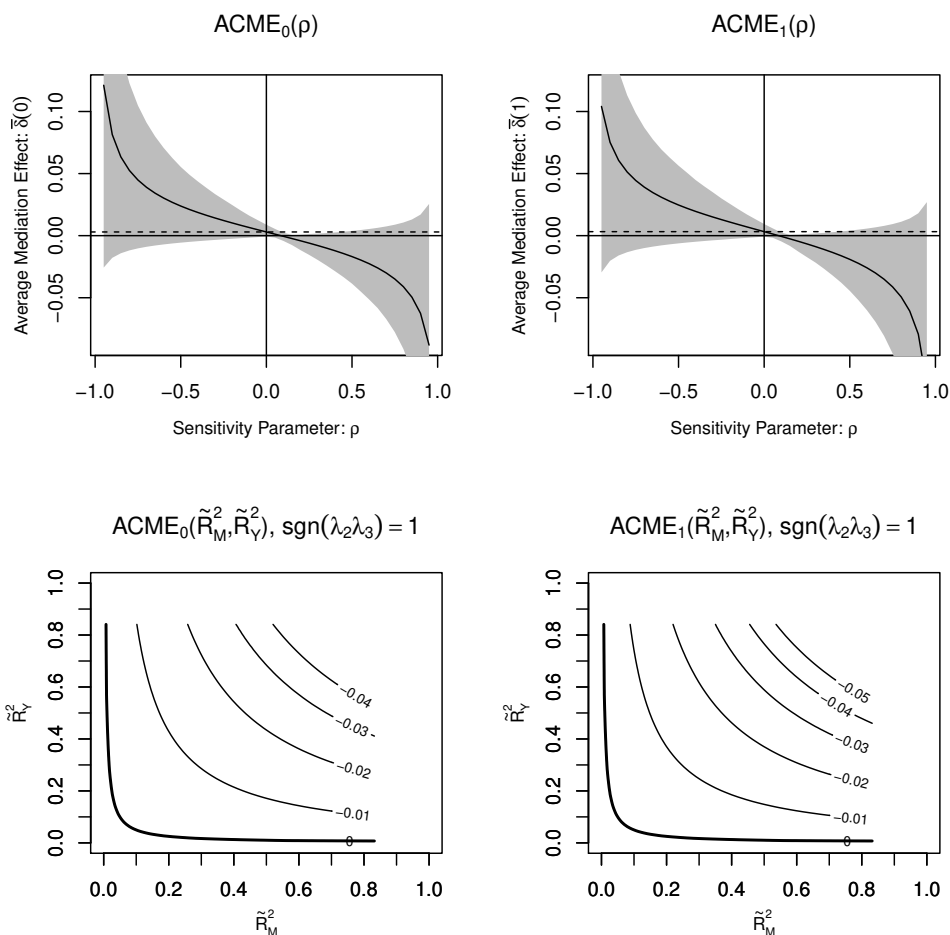 ACME₀(ρ)
Average Mediation Effect: δ̄(0)
0.10
0.05
0.00
−0.05
−1.0 −0.5 0.0 0.5 1.0
Sensitivity Parameter: ρ
ACME₁(ρ)
Average Mediation Effect: δ̄(1)
0.10
0.05
0.00
−0.05
−1.0 −0.5 0.0 0.5 1.0
Sensitivity Parameter: ρ
ACME₀(R̃²_M,R̃²_Y), sgn(λ₂λ₃) = 1
R̃²_Y
1.0
0.8
0.6
0.4
0.2
0.0
−0.04
−0.03
−0.02
−0.01
0
0.0 0.2 0.4 0.6 0.8 1.0
R̃²_M
ACME₁(R̃²_M,R̃²_Y), sgn(λ₂λ₃) = 1
R̃²_Y
1.0
0.8
0.6
0.4
0.2
0.0
−0.05
−0.04
−0.03
−0.02
−0.01
0
0.0 0.2 0.4 0.6 0.8 1.0
R̃²_M